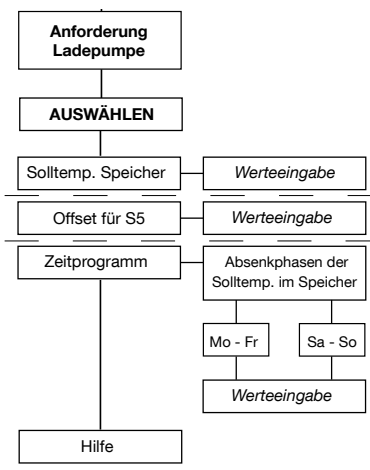 Anforderung
Ladepumpe
AUSWÄHLEN
Solltemp. Speicher
Werteeingabe
Offset für S5
Werteeingabe
Zeitprogramm
Absenkphasen der
Solltemp. im Speicher
Mo - Fr
Sa - So
Werteeingabe
Hilfe